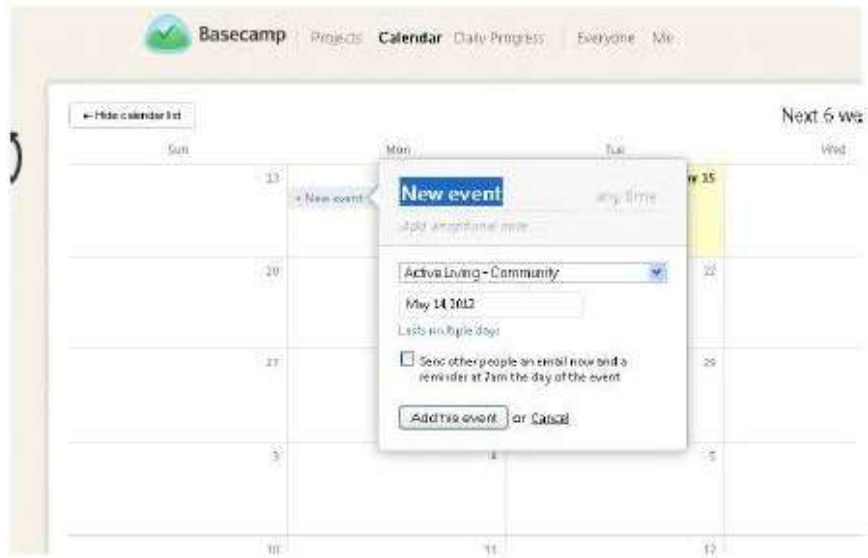 Basecamp Projects Calendar Daily Progress Everyone Me
← Hide calendar list
Next 6 we
Sun Mon Tue Wed
13 y 15
+ New event
New event any time
Add an optional note
20 22
Active Living - Community
May 14, 2012
Lasts multiple days
27 29
Send other people an email now and a
reminder at 7am the day of the event
Add this event or Cancel
3 4 5
10 11 12